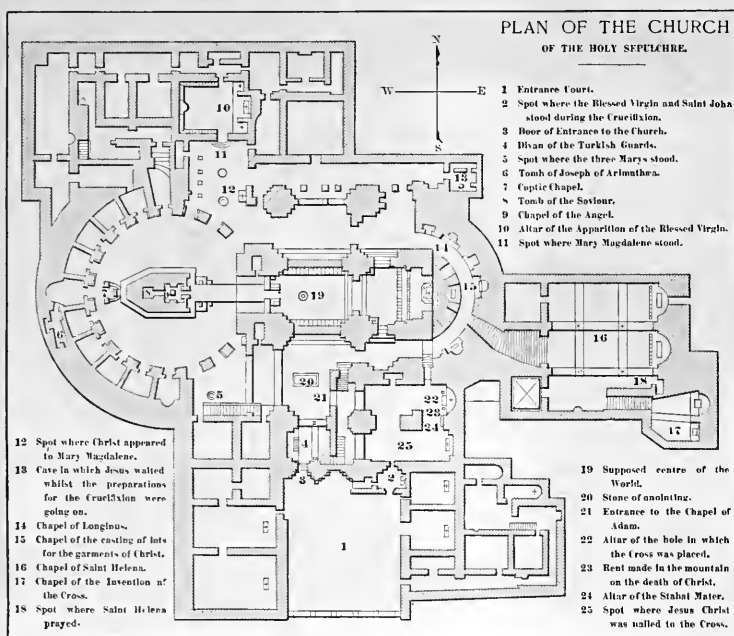 PLAN OF THE CHURCH
OF THE HOLY SEPULCHRE.
N
W
E
S
1 Entrance Court.
2 Spot where the Blessed Virgin and Saint John
stood during the Crucifixion.
3 Door of Entrance to the Church.
4 Divan of the Turkish Guards.
5 Spot where the three Marys stood.
6 Tomb of Joseph of Arimathæa.
7 Coptic Chapel.
8 Tomb of the Saviour.
9 Chapel of the Angel.
10 Altar of the Apparition of the Blessed Virgin.
11 Spot where Mary Magdalene stood.
10
11
12
13
14
15
16
17
18
19
20
21
22
23
24
25
1
2
3
4
5
6
12 Spot where Christ appeared
to Mary Magdalene.
13 Cave in which Jesus waited
whilst the preparations
for the Crucifixion were
going on.
14 Chapel of Longinus.
15 Chapel of the casting of lots
for the garments of Christ.
16 Chapel of Saint Helena.
17 Chapel of the Invention of
the Cross.
18 Spot where Saint Helena
prayed.
19 Supposed centre of the
World.
20 Stone of anointing.
21 Entrance to the Chapel of
Adam.
22 Altar of the hole in which
the Cross was placed.
23 Rent made in the mountain
on the death of Christ.
24 Altar of the Stabat Mater.
25 Spot where Jesus Christ
was nailed to the Cross.